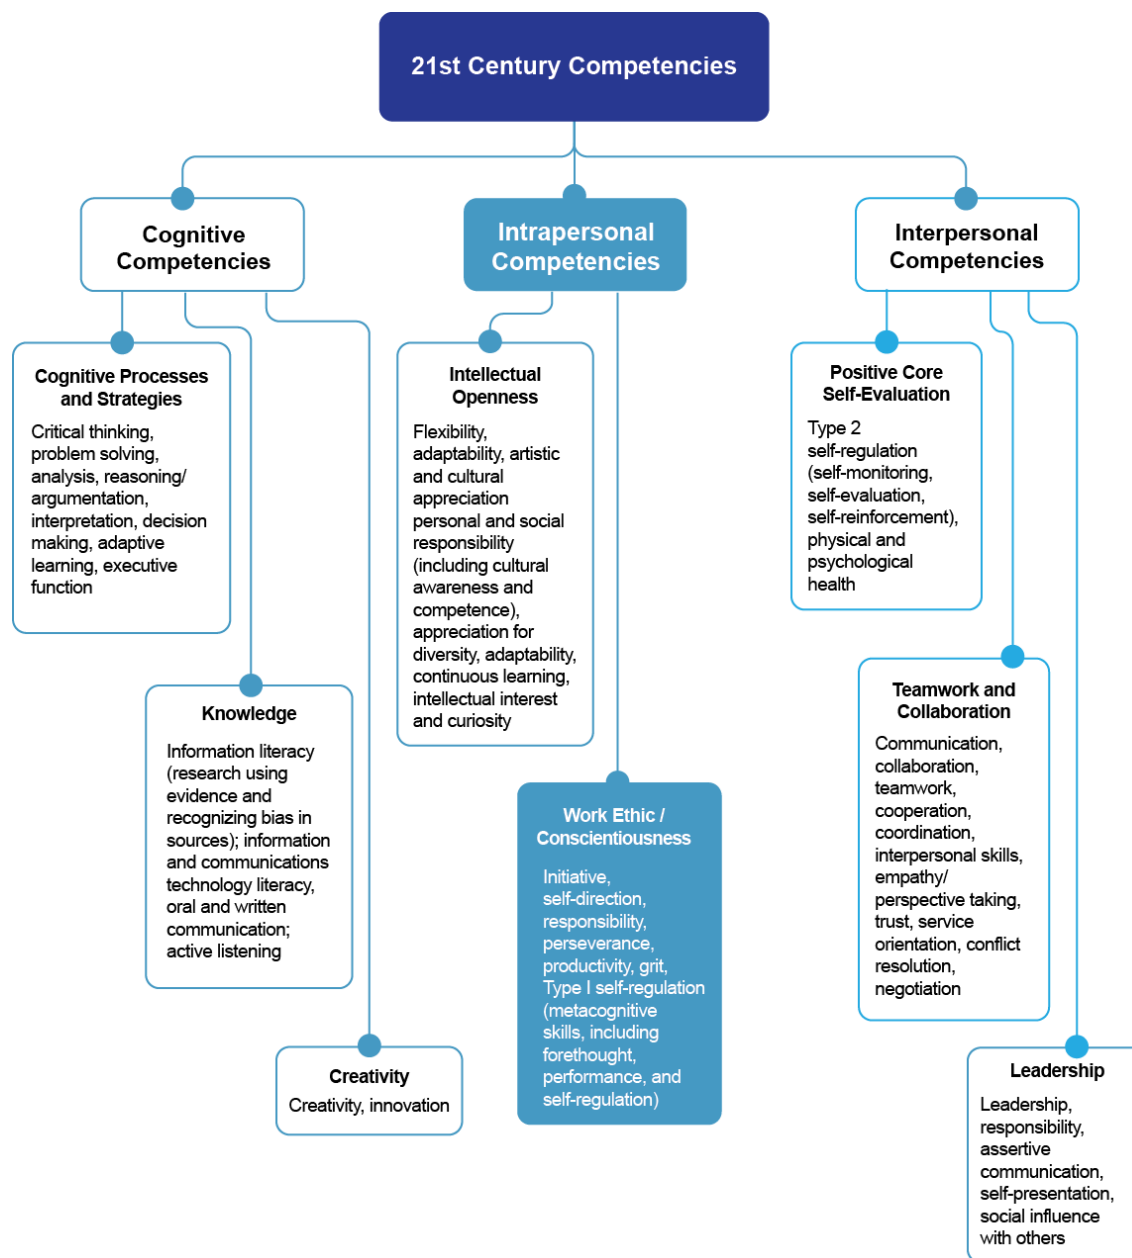 21st Century Competencies
Cognitive
Competencies
Intrapersonal
Competencies
Interpersonal
Competencies
Cognitive Processes
and Strategies
Critical thinking,
problem solving,
analysis, reasoning/
argumentation,
interpretation, decision
making, adaptive
learning, executive
function
Intellectual
Openness
Flexibility,
adaptability, artistic
and cultural
appreciation
personal and social
responsibility
(including cultural
awareness and
competence),
appreciation for
diversity, adaptability,
continuous learning,
intellectual interest
and curiosity
Positive Core
Self-Evaluation
Type 2
self-regulation
(self-monitoring,
self-evaluation,
self-reinforcement),
physical and
psychological
health
Knowledge
Information literacy
(research using
evidence and
recognizing bias in
sources); information
and communications
technology literacy,
oral and written
communication;
active listening
Work Ethic /
Conscientiousness
Initiative,
self-direction,
responsibility,
perseverance,
productivity, grit,
Type I self-regulation
(metacognitive
skills, including
forethought,
performance, and
self-regulation)
Teamwork and
Collaboration
Communication,
collaboration,
teamwork,
cooperation,
coordination,
interpersonal skills,
empathy/
perspective taking,
trust, service
orientation, conflict
resolution,
negotiation
Creativity
Creativity, innovation
Leadership
Leadership,
responsibility,
assertive
communication,
self-presentation,
social influence
with others